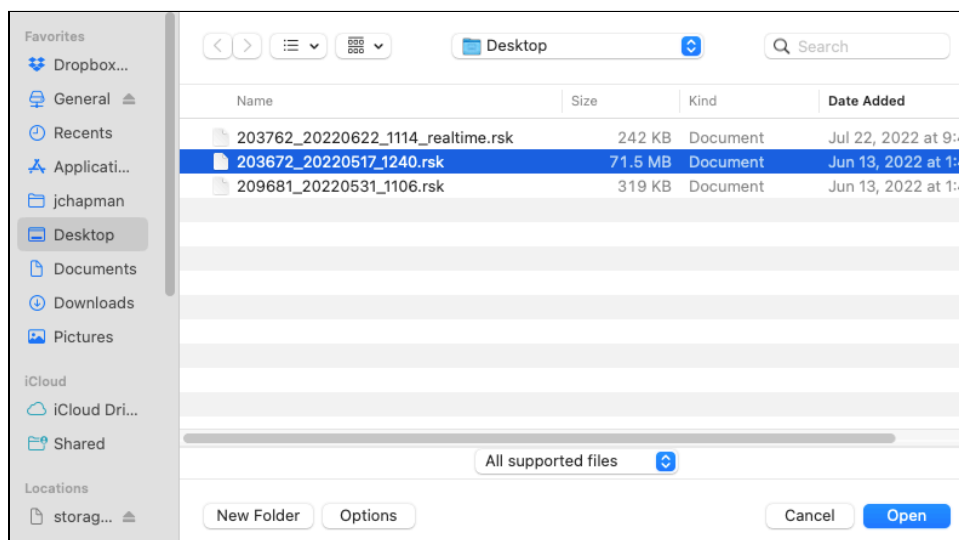 Favorites
Dropbox...
General
Recents
Applicati...
jchapman
Desktop
Documents
Downloads
Pictures
iCloud
iCloud Dri...
Shared
Locations
storag...
Desktop
Search
Name Size Kind Date Added
203762_20220622_1114_realtime.rsk 242 KB Document Jul 22, 2022 at 9:
203672_20220517_1240.rsk 71.5 MB Document Jun 13, 2022 at 1:
209681_20220531_1106.rsk 319 KB Document Jun 13, 2022 at 1:
All supported files
New Folder Options Cancel Open